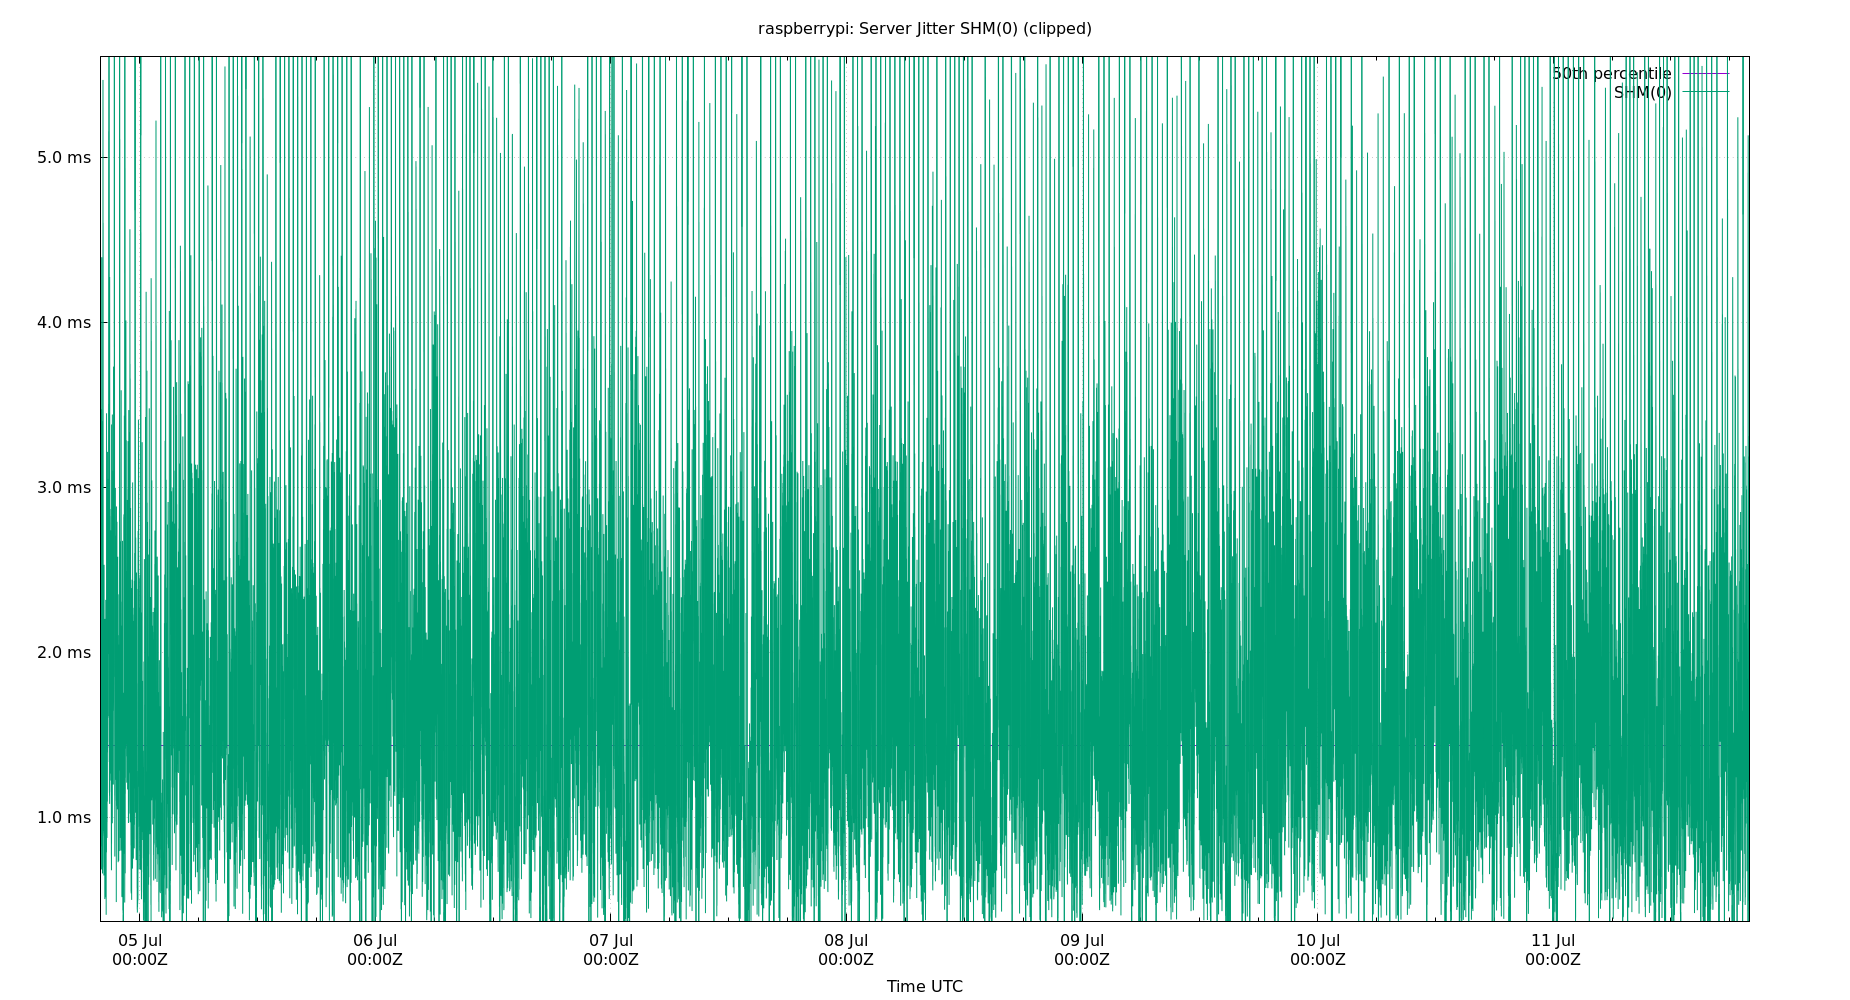 raspberrypi: Server Jitter SHM(0) (clipped)
50th percentile
SHM(0)
5.0 ms
4.0 ms
3.0 ms
2.0 ms
1.0 ms
05 Jul 06 Jul 07 Jul 08 Jul 09 Jul 10 Jul 11 Jul
00:00Z 00:00Z 00:00Z 00:00Z 00:00Z 00:00Z 00:00Z
Time UTC